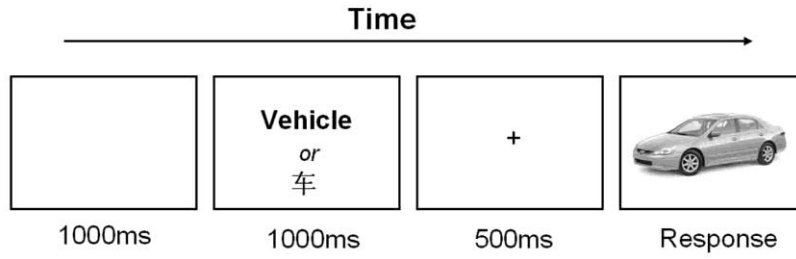 Time
Vehicle
or
车
+
1000ms
1000ms
500ms
Response